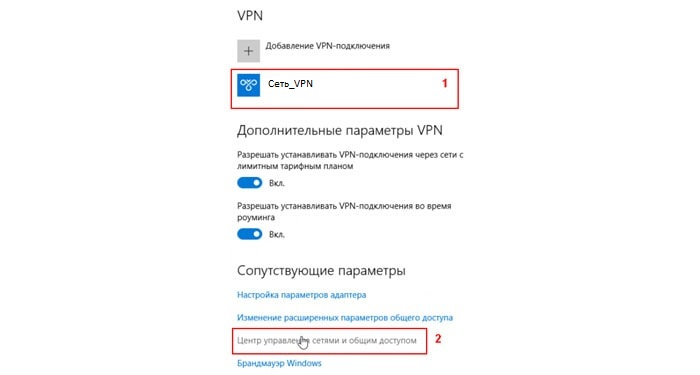 VPN
Добавление VPN-подключения
Сеть_VPN
1
Дополнительные параметры VPN
Разрешать устанавливать VPN-подключения через сети с
лимитным тарифным планом
Вкл.
Разрешать устанавливать VPN-подключения во время
роуминга
Вкл.
Сопутствующие параметры
Настройка параметров адаптера
Изменение расширенных параметров общего доступа
Центр управления сетями и общим доступом
2
Брандмауэр Windows